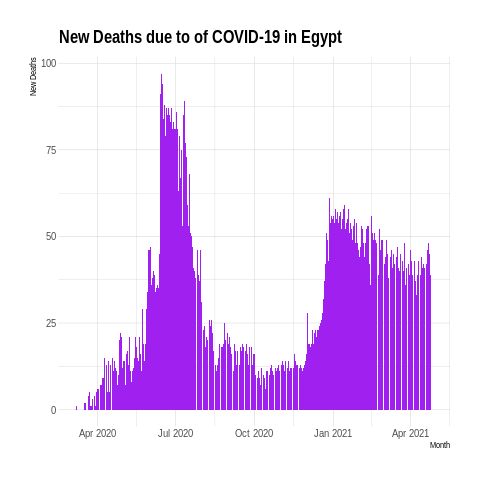 New Deaths due to of COVID-19 in Egypt
New Deaths
100
75
50
25
0
Apr 2020 Jul 2020 Oct 2020 Jan 2021 Apr 2021
Month